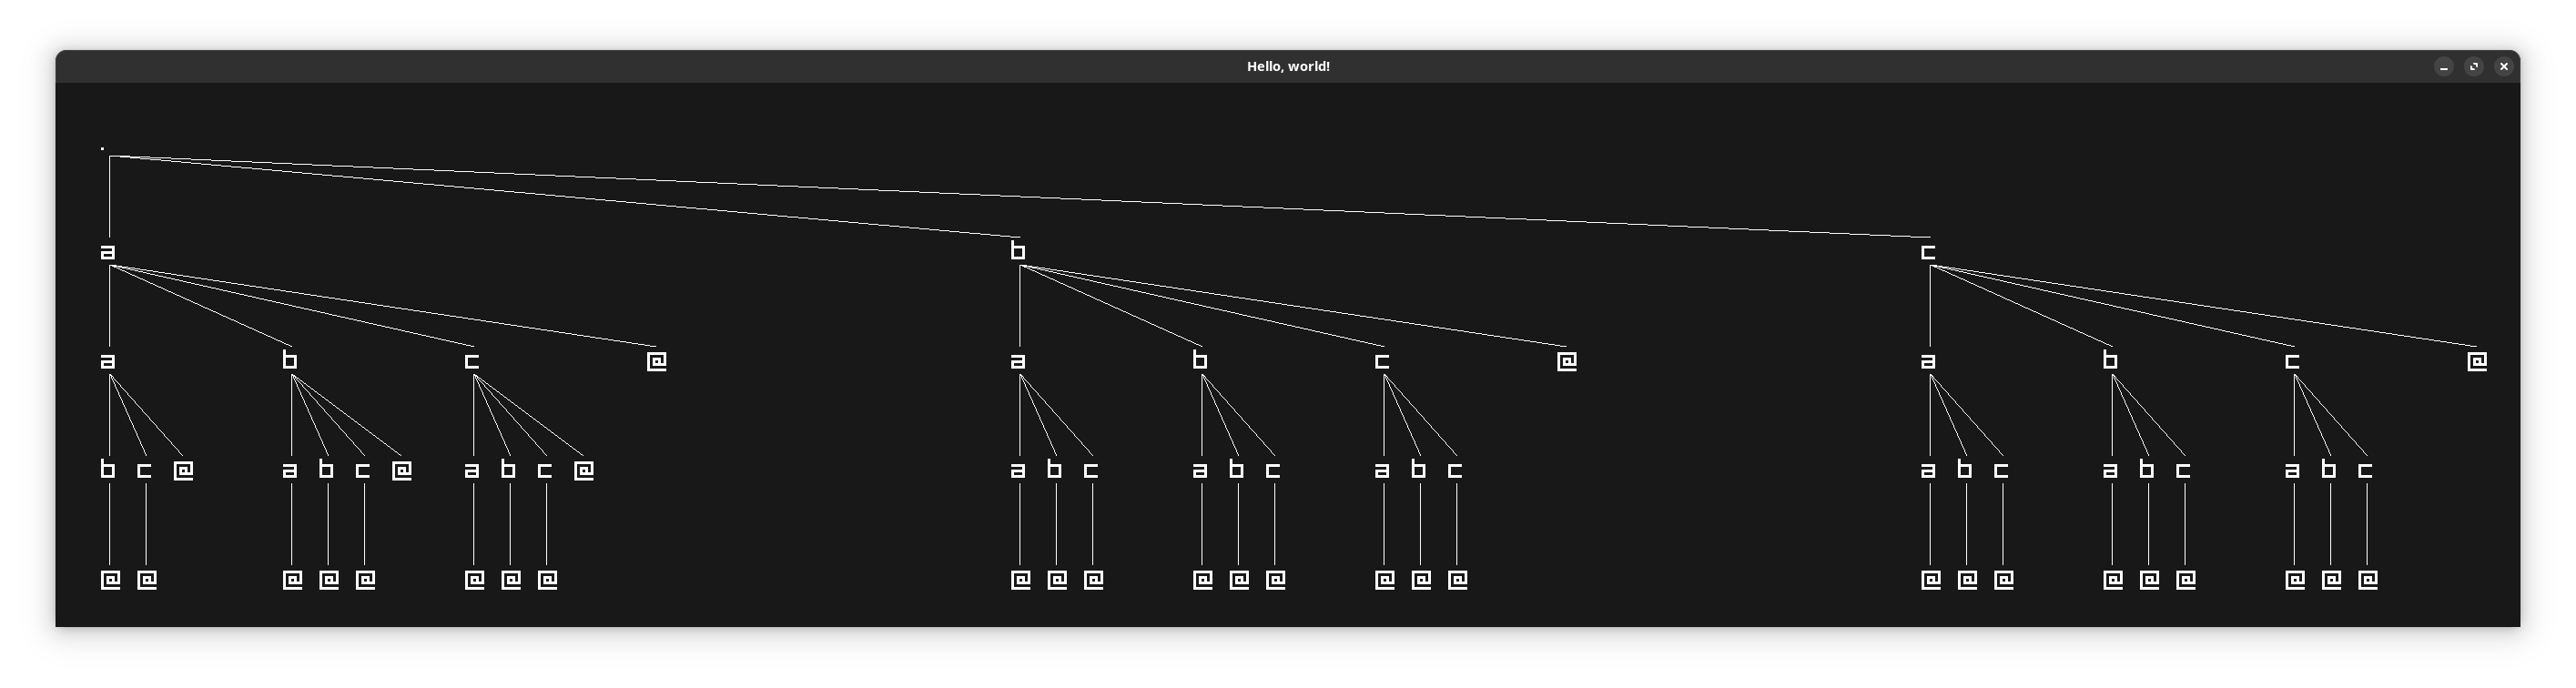 Hello, world!
.
a b c
a b c @ a b c @ a b c @
b c @ a b c @ a b c @ a b c a b c a b c a b c a b c a b c
@ @ @ @ @ @ @ @ @ @ @ @ @ @ @ @ @ @ @ @ @ @ @ @ @ @